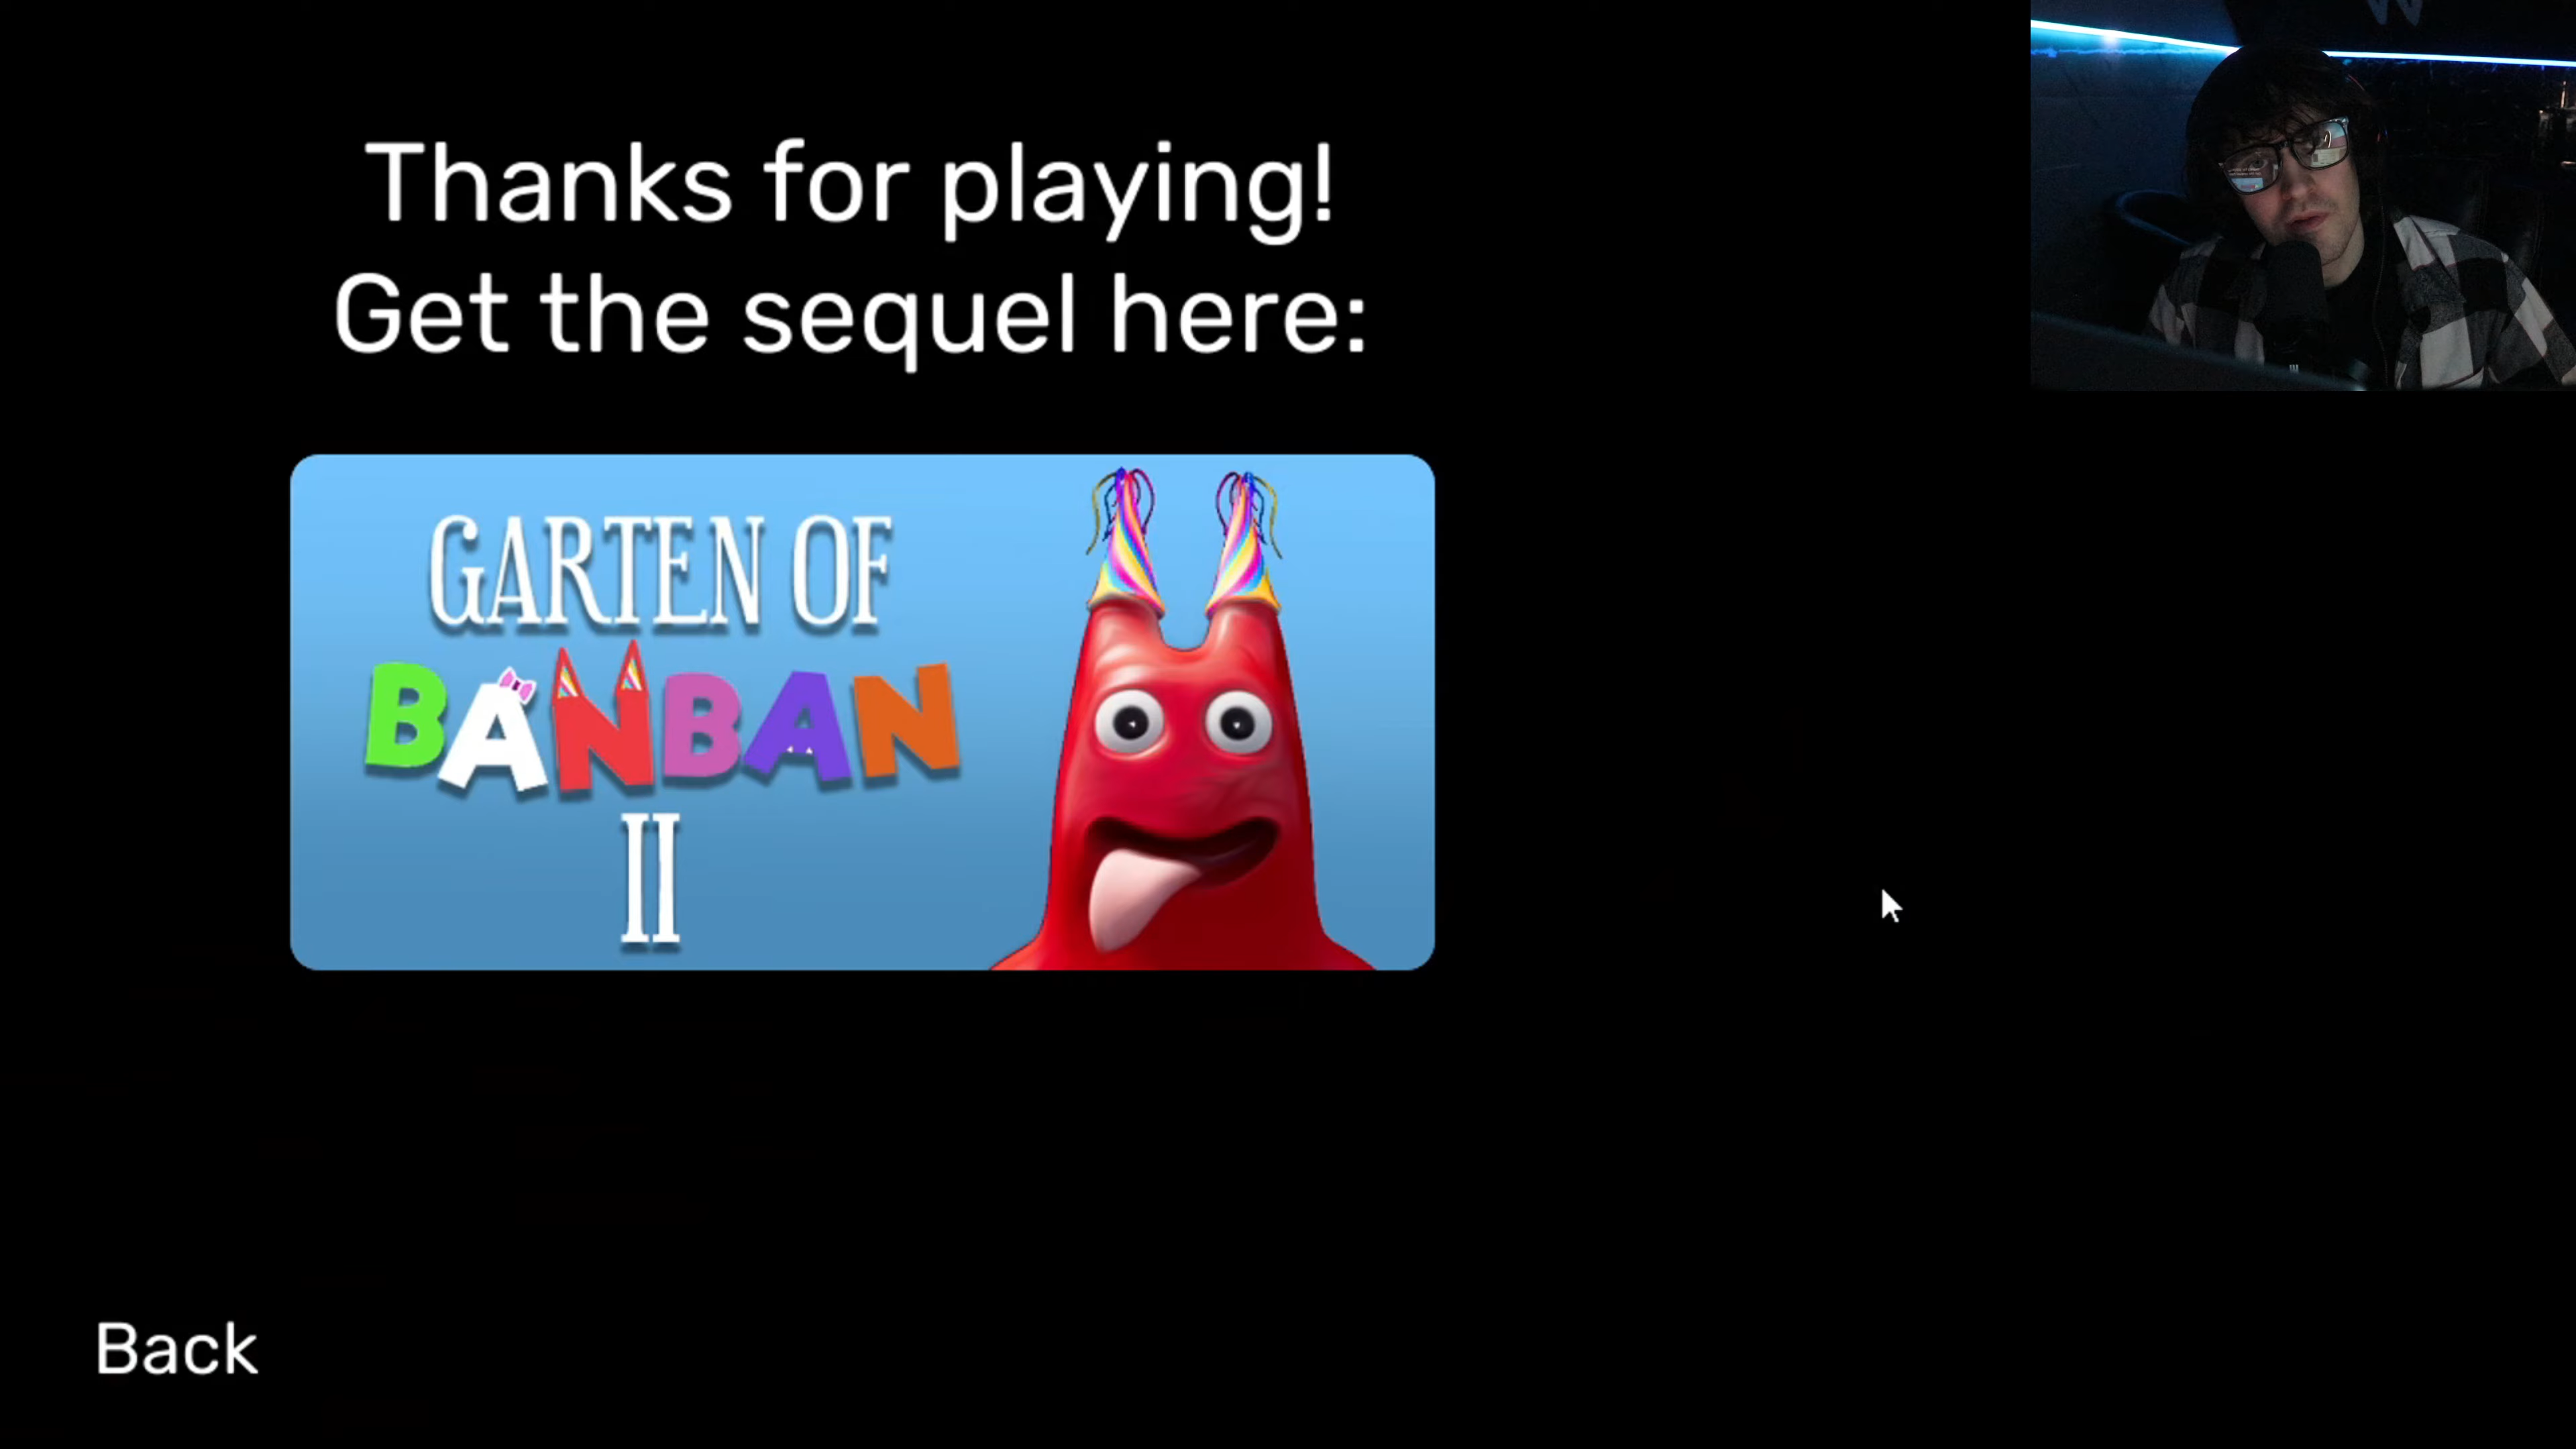 Thanks for playing!
Get the sequel here:
GARTEN OF
BANBAN
II
Back